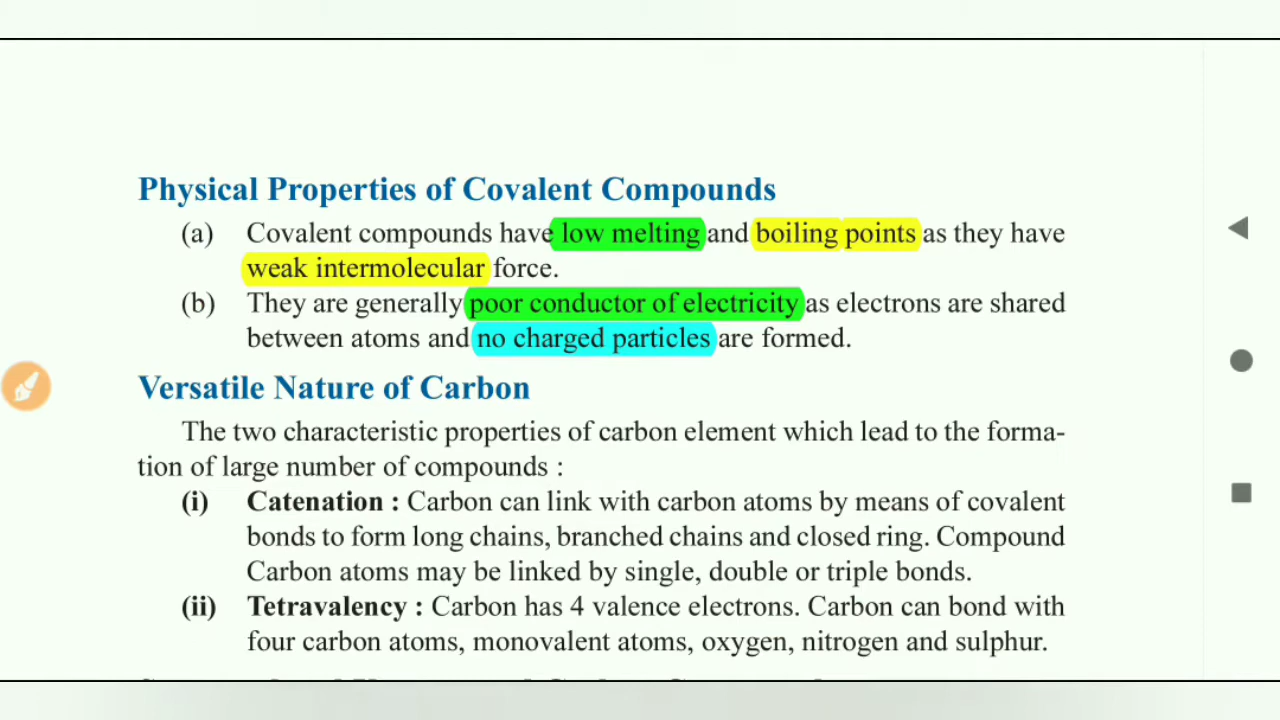 Physical Properties of Covalent Compounds
(a) Covalent compounds have low melting and boiling points as they have
weak intermolecular force.
(b) They are generally poor conductor of electricity as electrons are shared
between atoms and no charged particles are formed.
Versatile Nature of Carbon
The two characteristic properties of carbon element which lead to the forma-
tion of large number of compounds :
(i) Catenation : Carbon can link with carbon atoms by means of covalent
bonds to form long chains, branched chains and closed ring. Compound
Carbon atoms may be linked by single, double or triple bonds.
(ii) Tetravalency : Carbon has 4 valence electrons. Carbon can bond with
four carbon atoms, monovalent atoms, oxygen, nitrogen and sulphur.